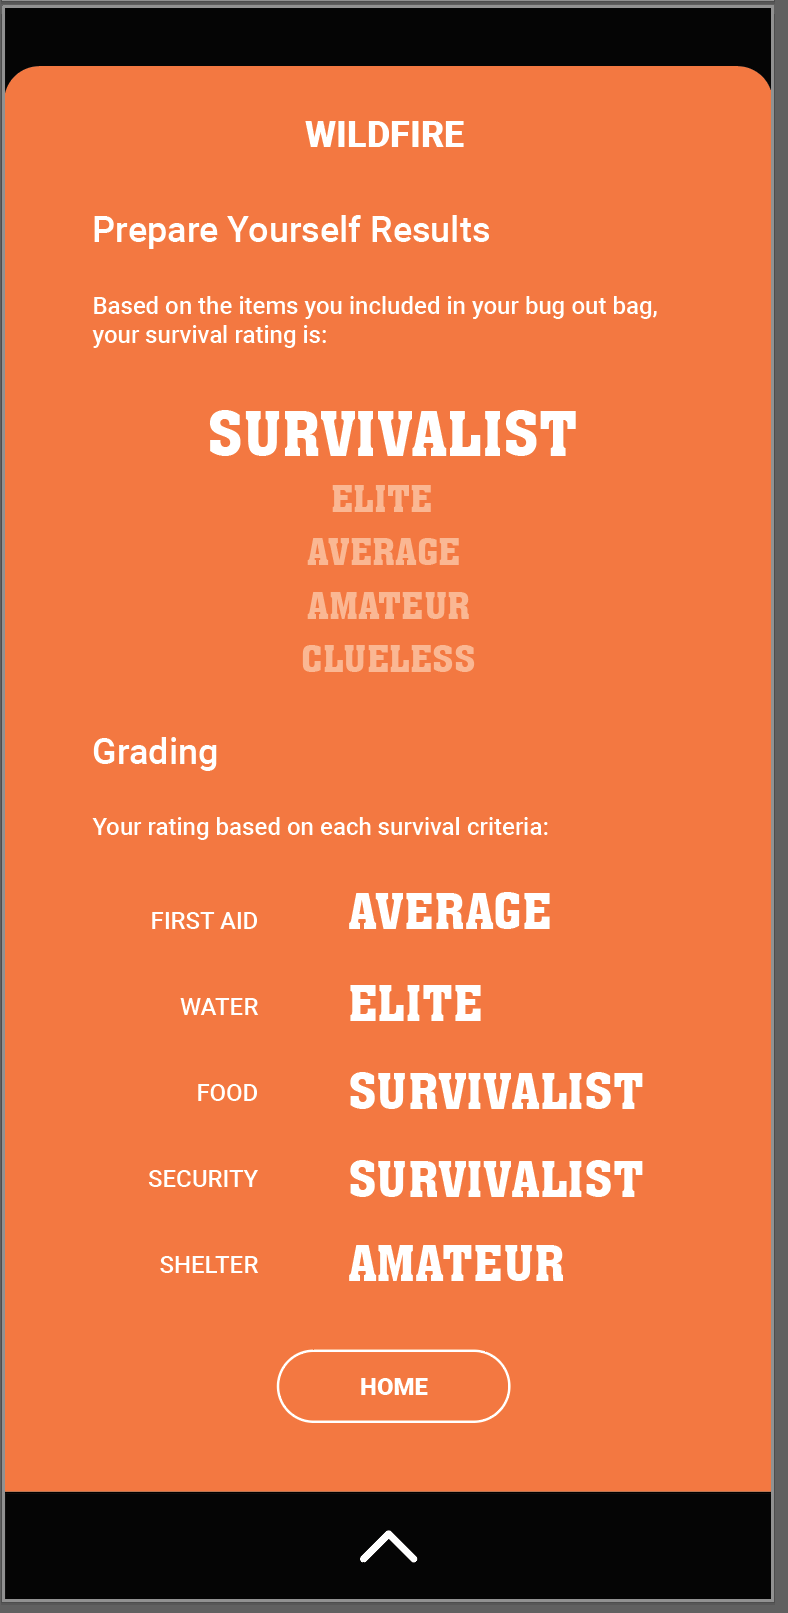 WILDFIRE
Prepare Yourself Results
Based on the items you included in your bug out bag,
your survival rating is:
SURVIVALIST
ELITE
AVERAGE
AMATEUR
CLUELESS
Grading
Your rating based on each survival criteria:
FIRST AID AVERAGE
WATER ELITE
FOOD SURVIVALIST
SECURITY SURVIVALIST
SHELTER AMATEUR
HOME